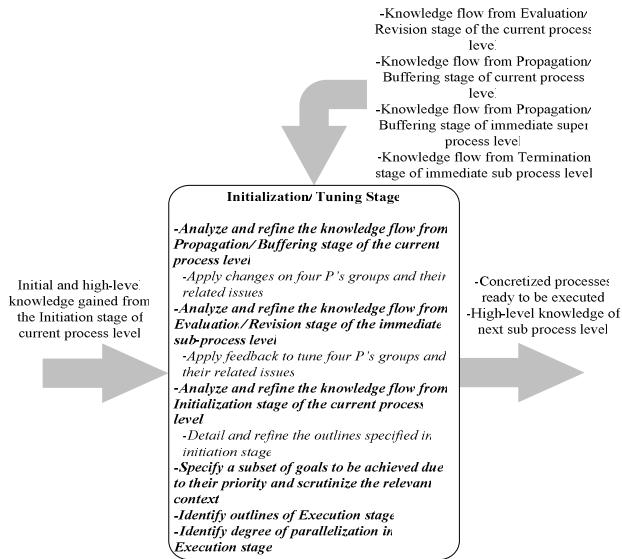 -Knowledge flow from Evaluation/
Revision stage of the current process
level
-Knowledge flow from Propagation/
Buffering stage of current process
level
-Knowledge flow from Propagation/
Buffering stage of immediate super
process level
-Knowledge flow from Termination
stage of immediate sub process level
Initialization/ Tuning Stage
-Analyze and refine the knowledge flow from
Propagation/ Buffering stage of the current
process level
-Apply changes on four P's groups and their
related issues
-Analyze and refine the knowledge flow from
Evaluation/ Revision stage of the immediate
sub-process level
-Apply feedback to tune four P's groups and
their related issues
-Analyze and refine the knowledge flow from
Initialization stage of the current process
level
-Detail and refine the outlines specified in
initiation stage
-Specify a subset of goals to be achieved due
to their priority and scrutinize the relevant
context
-Identify outlines of Execution stage
-Identify degree of parallelization in
Execution stage
Initial and high-level
knowledge gained from
the Initiation stage of
current process level
-Concretized processes
ready to be executed
-High-level knowledge of
next sub process level